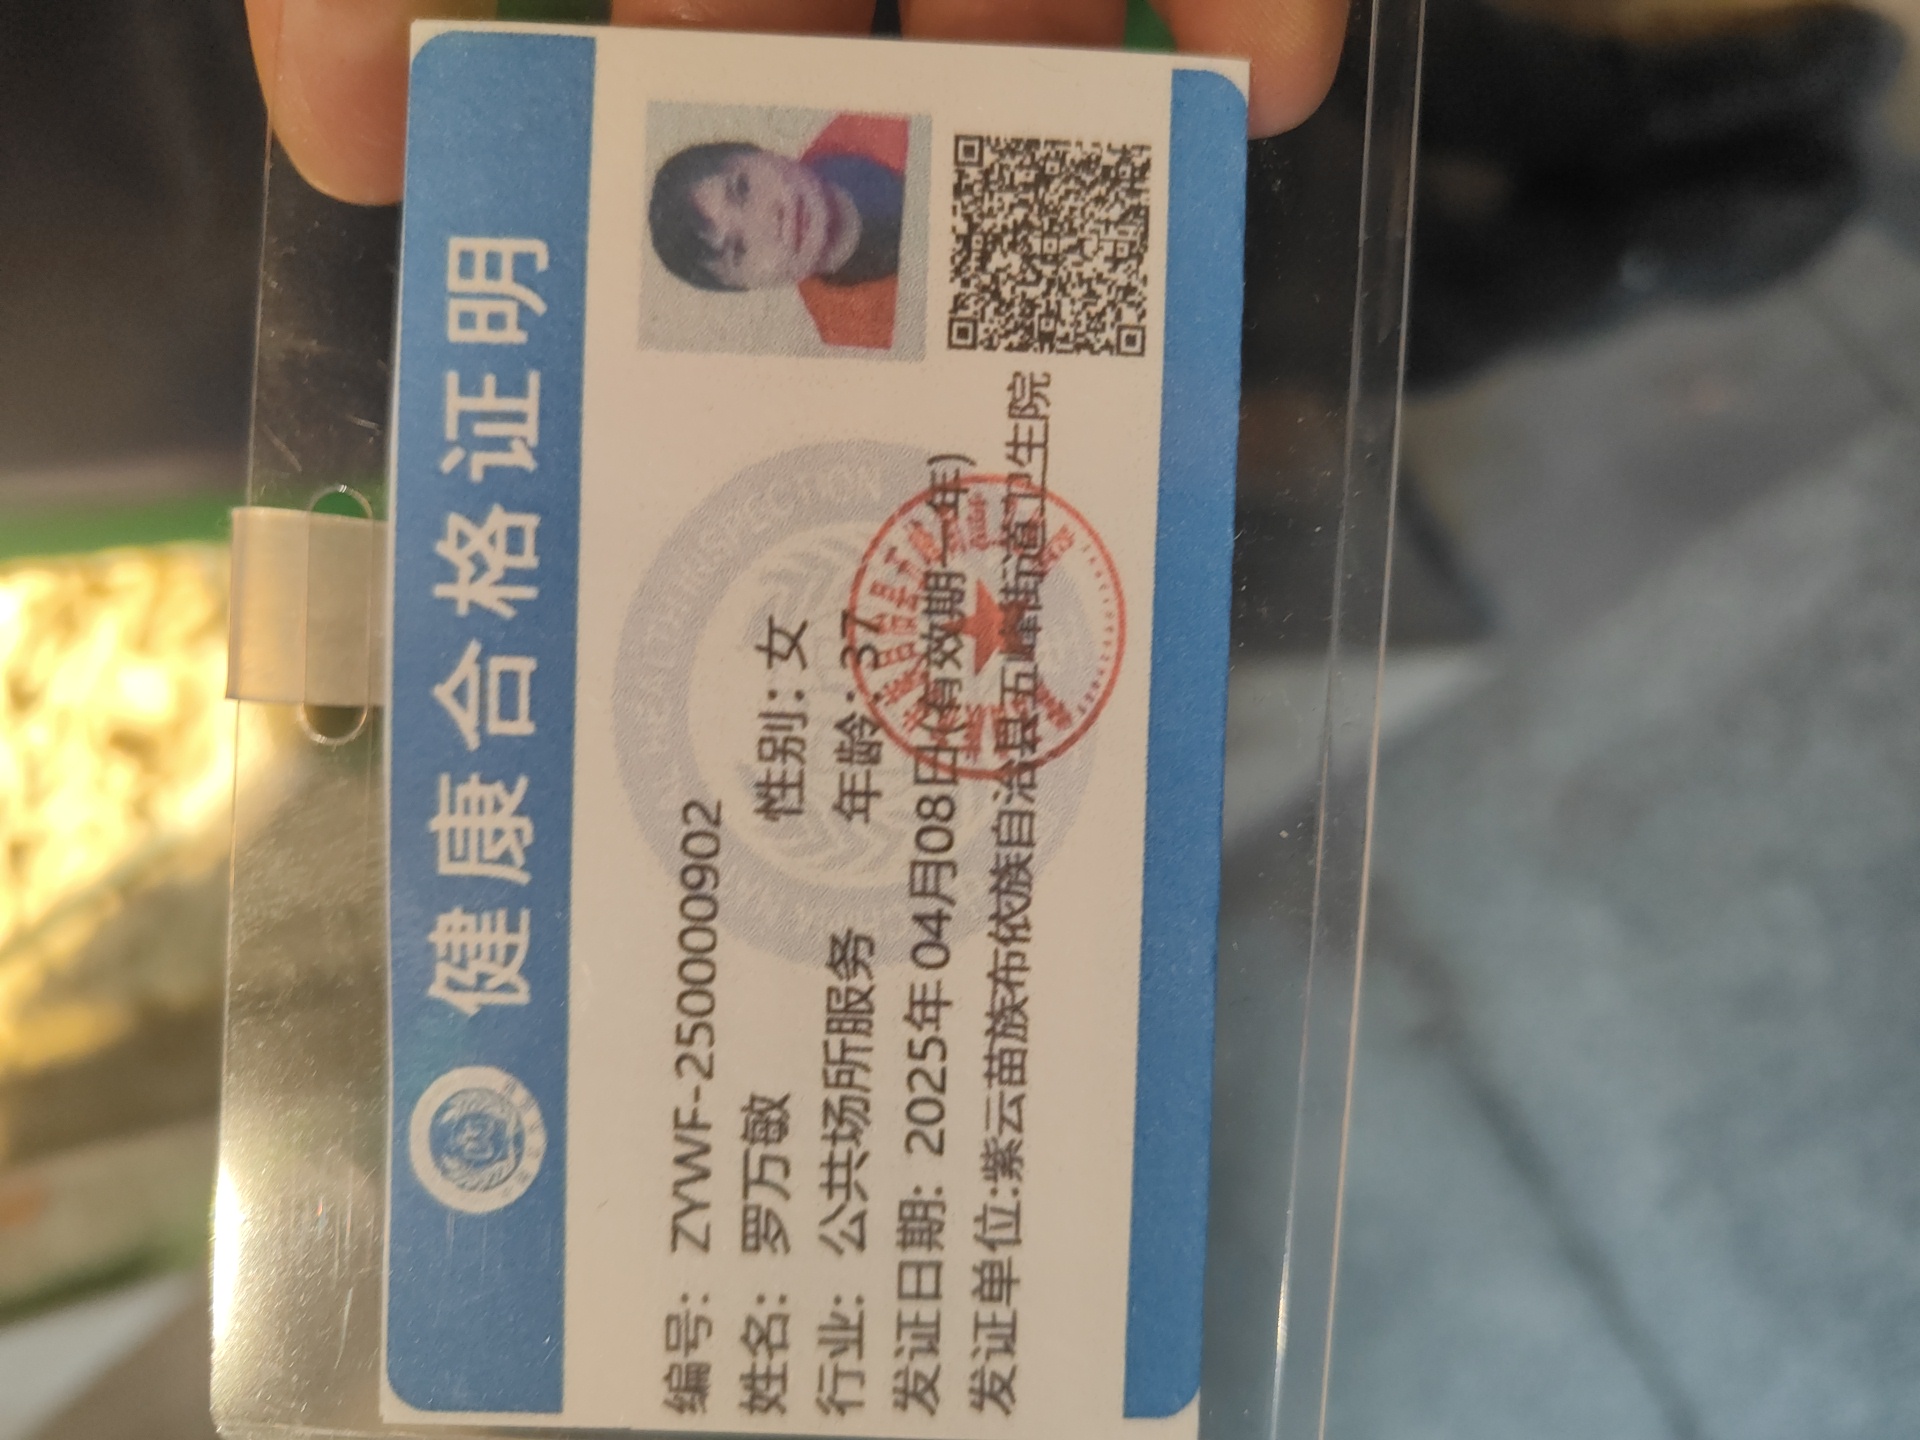 健康合格证明
编号：ZYWF-250000902
姓名：罗万敏 性别：女
行业：公共场所服务 年龄：37
发证日期：2025年04月08日(有效期一年)
发证单位:紫云苗族布依族自治县五峰街道卫生院